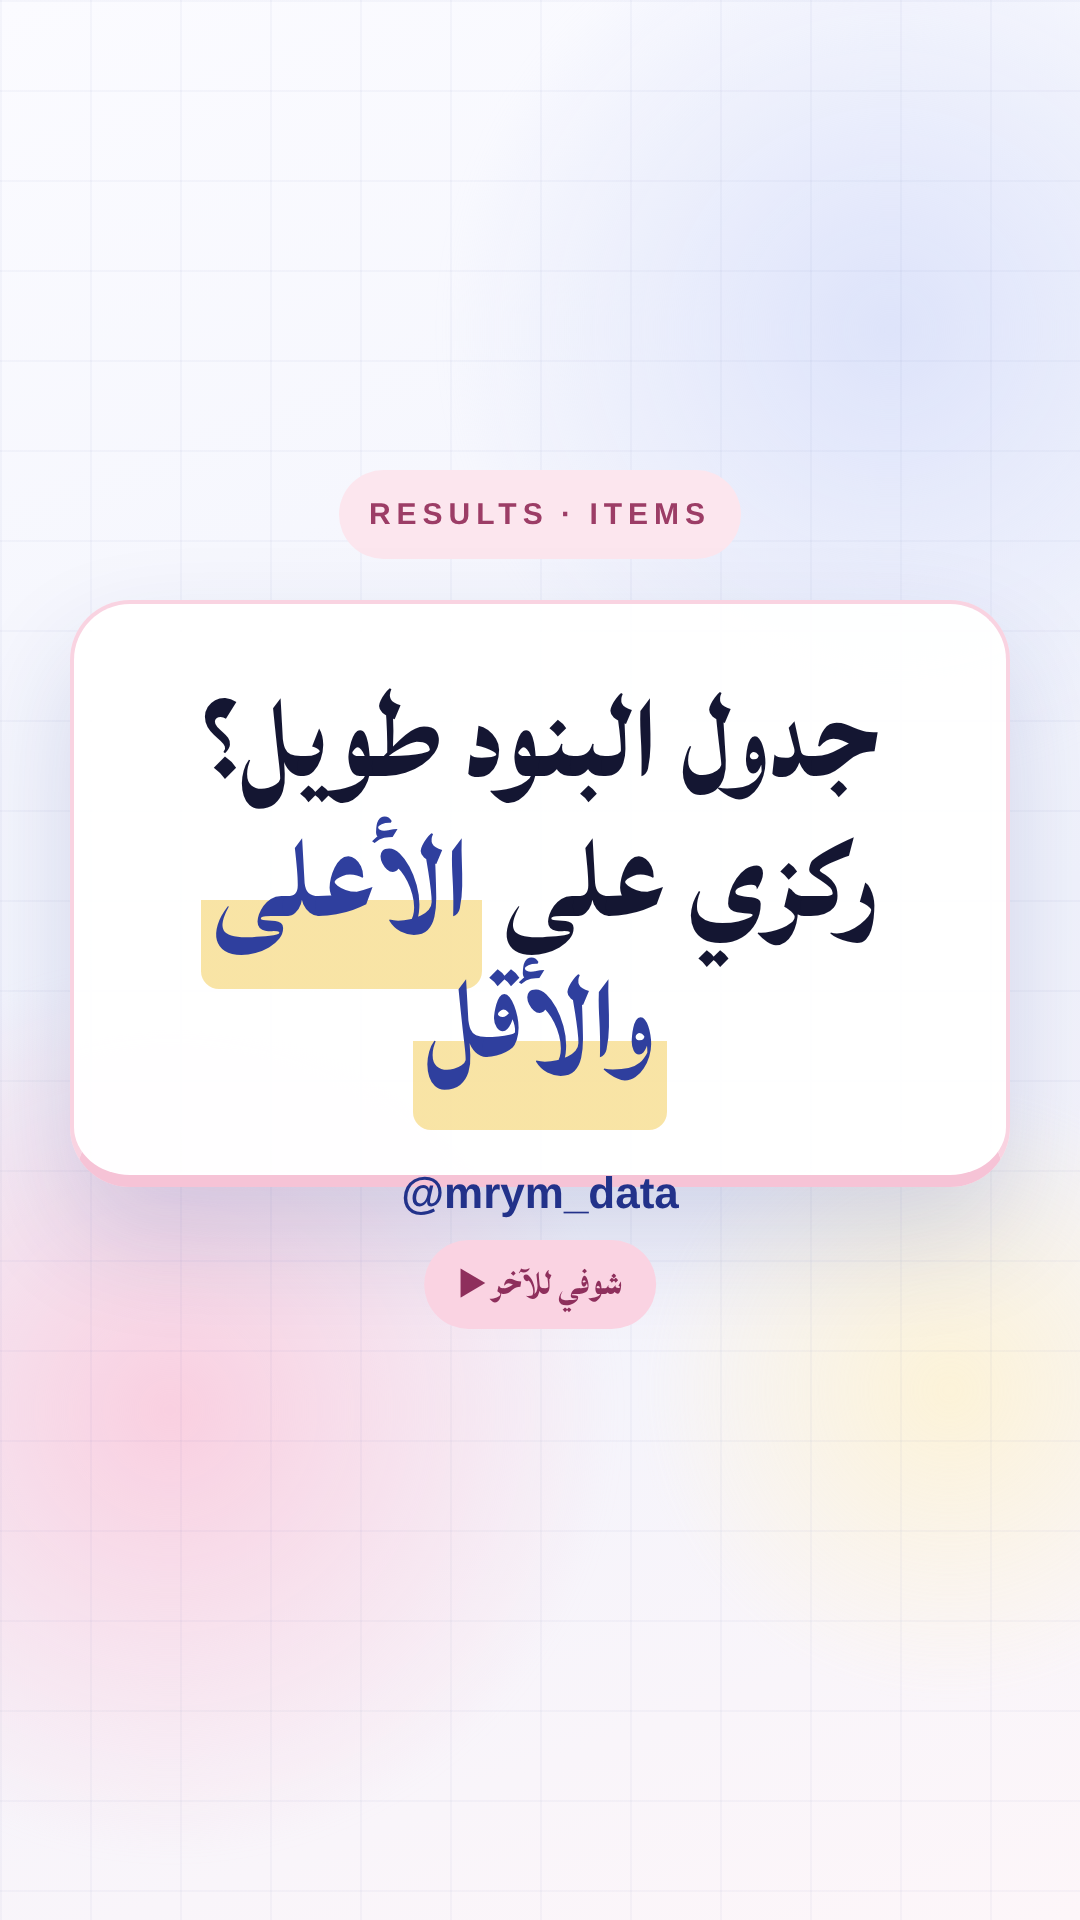 RESULTS · ITEMS
جدول البنود طويل؟
ركزي على الأعلى
والأقل
@mrym_data
شوفي للآخر ▶